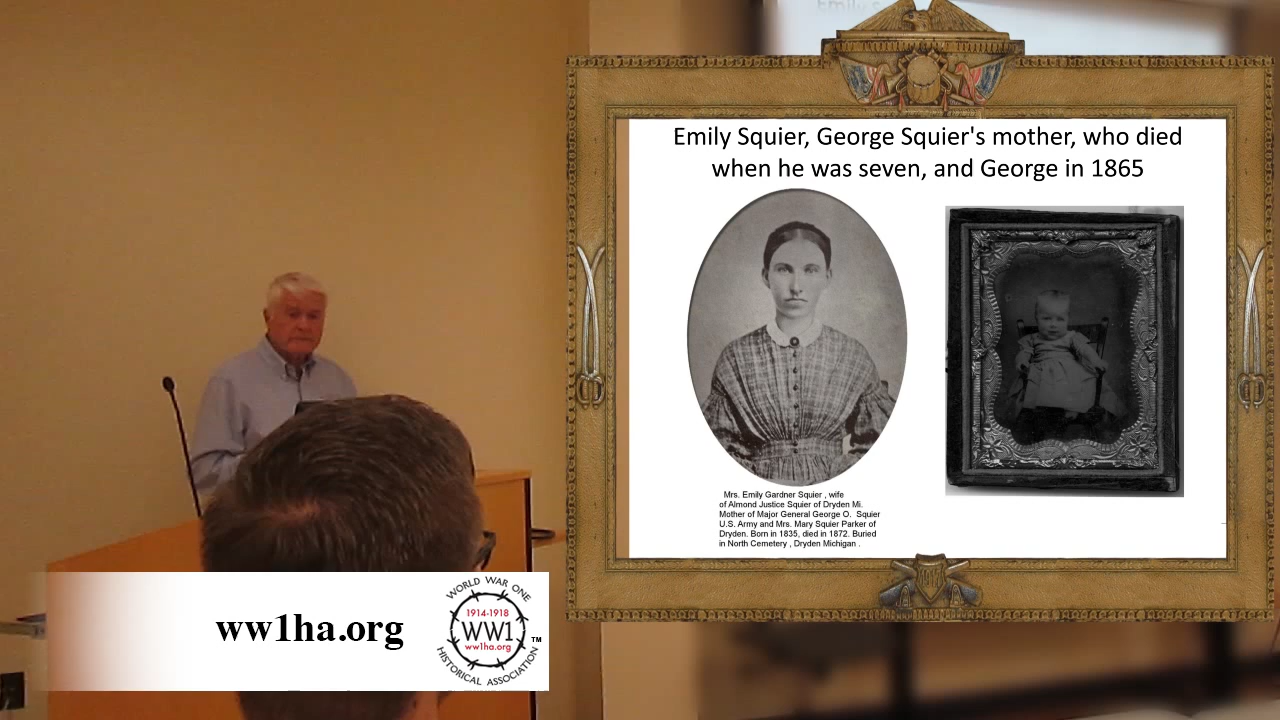 Emily Squier, George Squier's mother, who died
when he was seven, and George in 1865
Mrs. Emily Gardner Squier , wife
of Almond Justice Squier of Dryden Mi.
Mother of Major General George O. Squier
U.S. Army and Mrs. Mary Squier Parker of
Dryden. Born in 1835, died in 1872. Buried
in North Cemetery , Dryden Michigan .
ww1ha.org
WORLD WAR ONE
1914-1918
WW1
ww1ha.org
HISTORICAL ASSOCIATION
TM